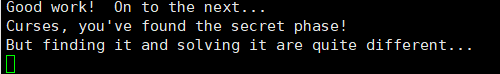 Good work!  On to the next...
Curses, you've found the secret phase!
But finding it and solving it are quite different...